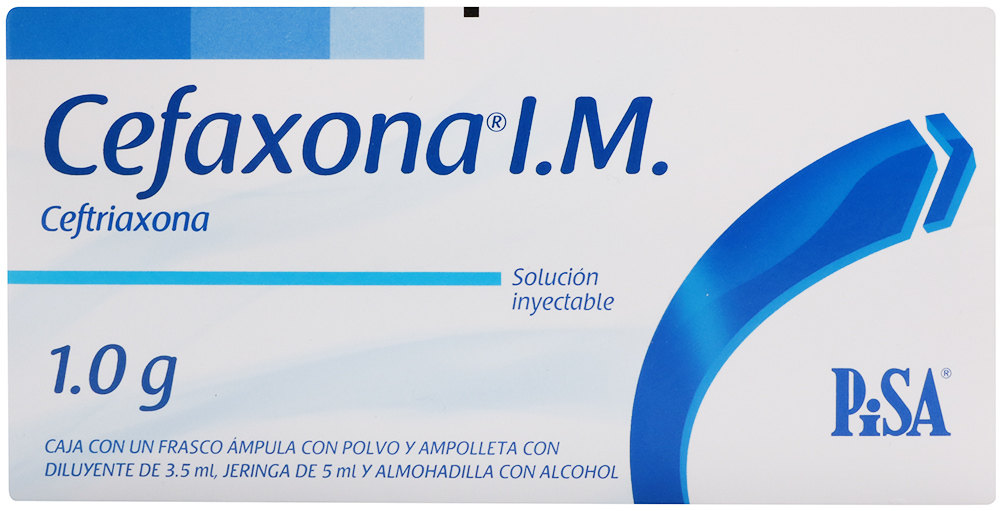 Cefaxona® I.M.
Ceftriaxona
Solución
inyectable
1.0 g
PiSA®
CAJA CON UN FRASCO ÁMPULA CON POLVO Y AMPOLLETA CON
DILUYENTE DE 3.5 ml, JERINGA DE 5 ml Y ALMOHADILLA CON ALCOHOL